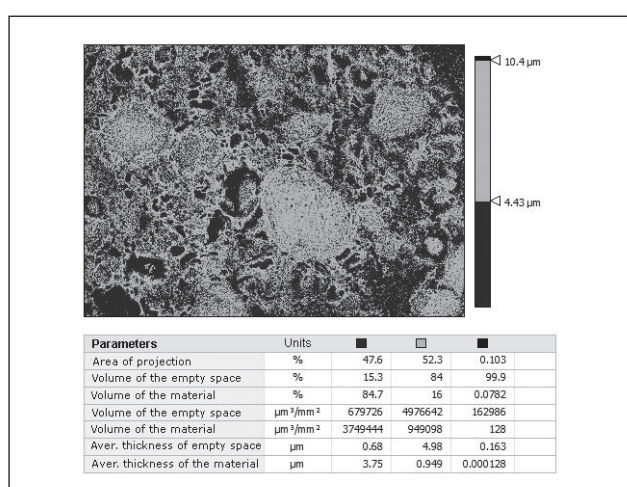 10.4 µm
4.43 µm
Parameters Units
Area of projection % 47.6 52.3 0.103
Volume of the empty space % 15.3 84 99.9
Volume of the material % 84.7 16 0.0782
Volume of the empty space µm³/mm² 679726 4976642 162986
Volume of the material µm³/mm² 3749444 949098 128
Aver. thickness of empty space µm 0.68 4.98 0.163
Aver. thickness of the material µm 3.75 0.949 0.000128